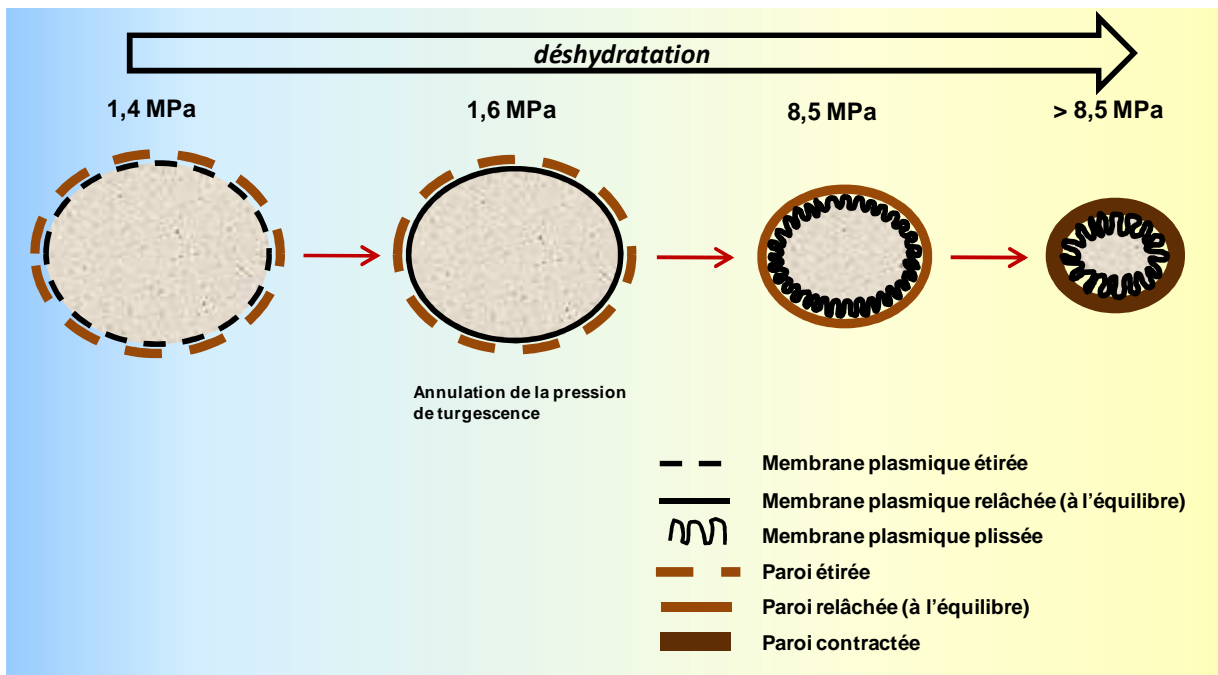 déshydratation
1,4 MPa
1,6 MPa
8,5 MPa
> 8,5 MPa
Annulation de la pression
de turgescence
Membrane plasmique étirée
Membrane plasmique relâchée (à l'équilibre)
Membrane plasmique plissée
Paroi étirée
Paroi relâchée (à l'équilibre)
Paroi contractée